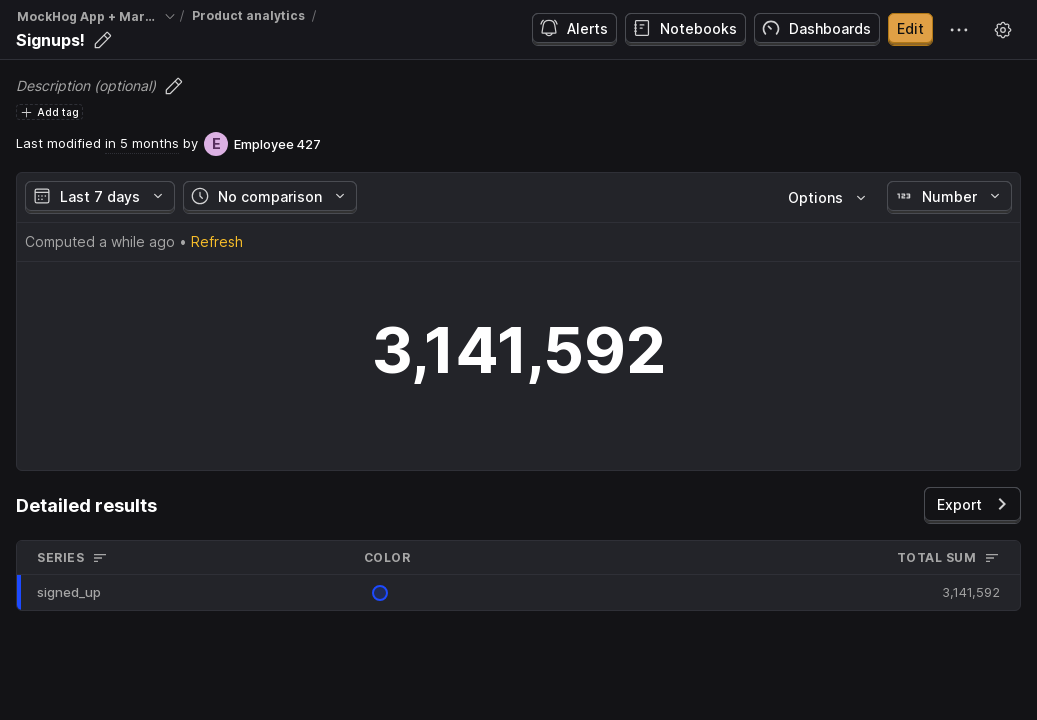 MockHog App + Mar... / Product analytics /
Signups!
Alerts Notebooks Dashboards Edit
Description (optional)
Add tag
Last modified in 5 months by E Employee 427
Last 7 days No comparison Options 123 Number
Computed a while ago • Refresh
3,141,592
Detailed results
Export
SERIES COLOR TOTAL SUM
signed_up 3,141,592